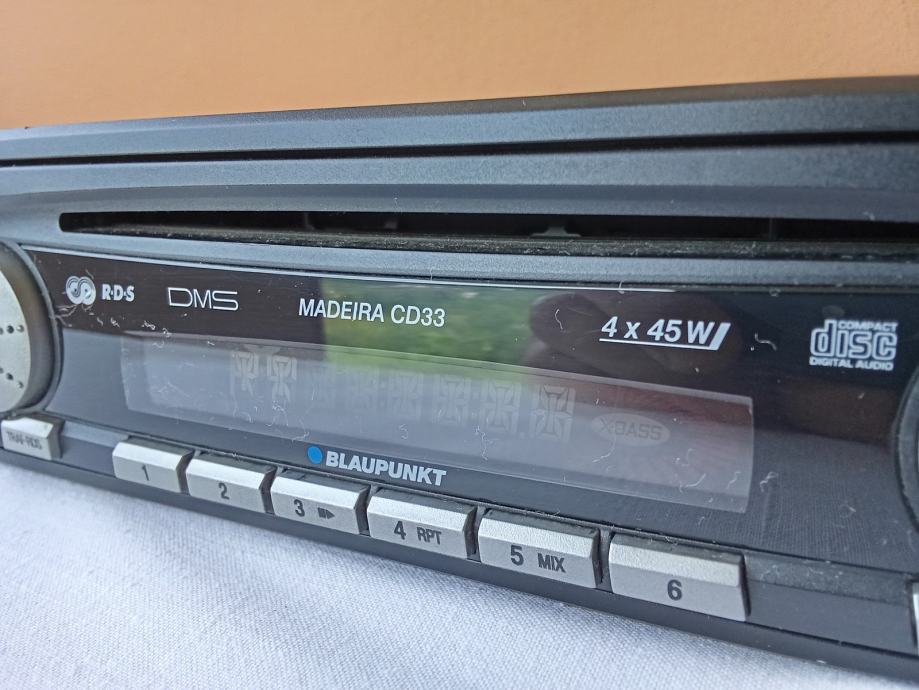 R·D·S DMS MADEIRA CD33 4 x 45 W
COMPACT
disc
DIGITAL AUDIO
X-BASS
BLAUPUNKT
TRAF·RDS 1 2 3 4 RPT 5 MIX 6